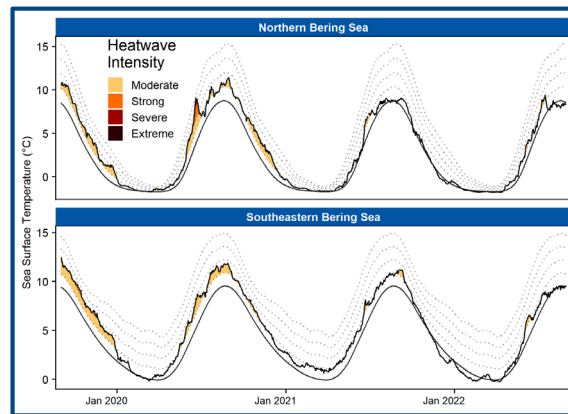 Northern Bering Sea
Heatwave
Intensity
Moderate
Strong
Severe
Extreme
15
10
5
0
Southeastern Bering Sea
15
10
5
0
Sea Surface Temperature (°C)
Jan 2020
Jan 2021
Jan 2022